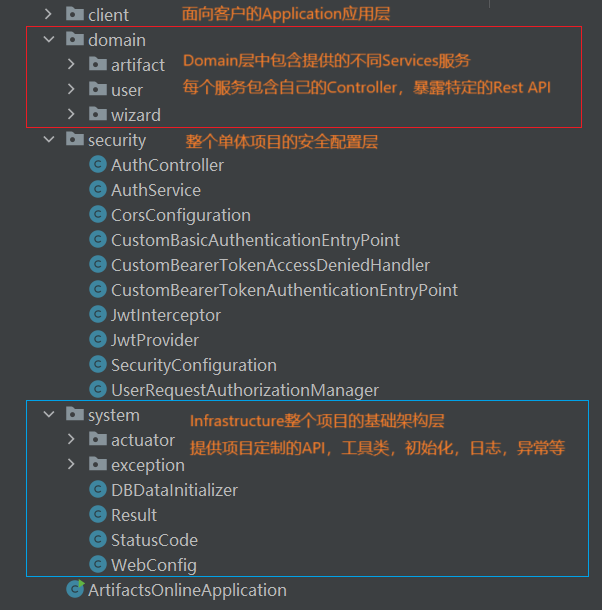 client 面向客户的Application应用层
domain
artifact Domain层中包含提供的不同Services服务
user 每个服务包含自己的Controller，暴露特定的Rest API
wizard
security 整个单体项目的安全配置层
AuthController
AuthService
CorsConfiguration
CustomBasicAuthenticationEntryPoint
CustomBearerTokenAccessDeniedHandler
CustomBearerTokenAuthenticationEntryPoint
JwtInterceptor
JwtProvider
SecurityConfiguration
UserRequestAuthorizationManager
system Infrastructure整个项目的基础架构层
actuator 提供项目定制的API，工具类，初始化，日志，异常等
exception
DBDataInitializer
Result
StatusCode
WebConfig
ArtifactsOnlineApplication